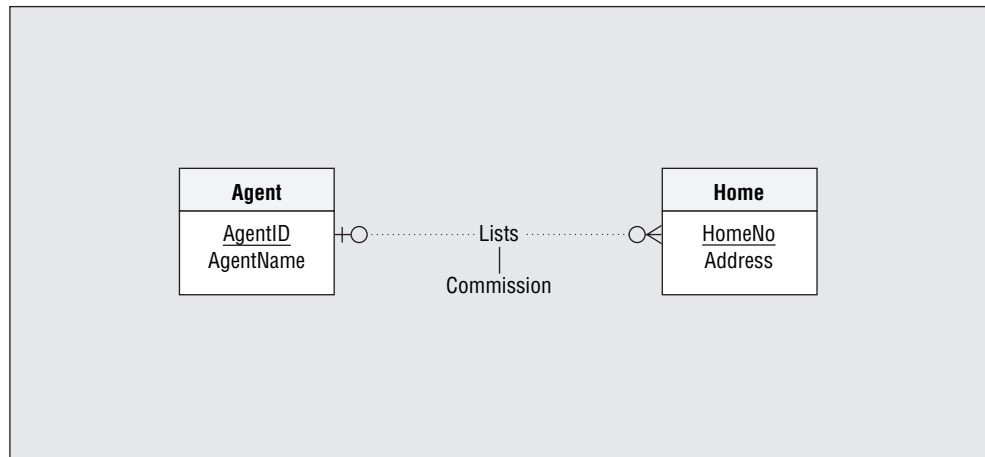 Agent
AgentID
AgentName
Lists
Commission
Home
HomeNo
Address